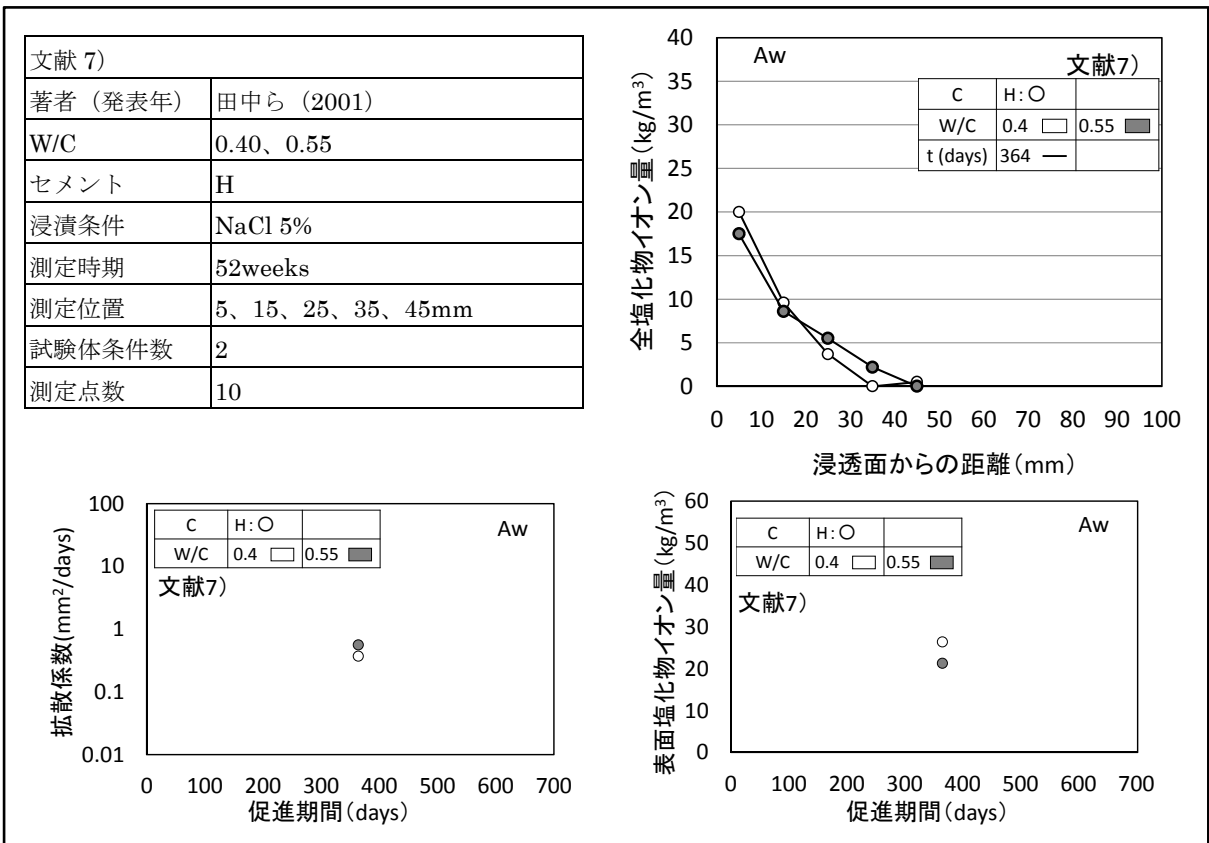 文献 7)
著者（発表年） 田中ら（2001）
W/C 0.40、0.55
セメント H
浸漬条件 NaCl 5%
測定時期 52weeks
測定位置 5、15、25、35、45mm
試験体条件数 2
測定点数 10
40
35
30
25
20
15
10
5
0
全塩化物イオン量（kg/m³）
Aw
文献7）
C H：○
W/C 0.4 0.55
t (days) 364
0 10 20 30 40 50 60 70 80 90 100
浸透面からの距離（mm）
100
10
1
0.1
0.01
拡散係数(mm²/days)
C H：○
W/C 0.4 0.55
Aw
文献7）
0 100 200 300 400 500 600 700
促進期間（days）
60
50
40
30
20
10
0
表面塩化物イオン量（kg/m³）
C H：○
W/C 0.4 0.55
Aw
文献7）
0 100 200 300 400 500 600 700
促進期間（days）